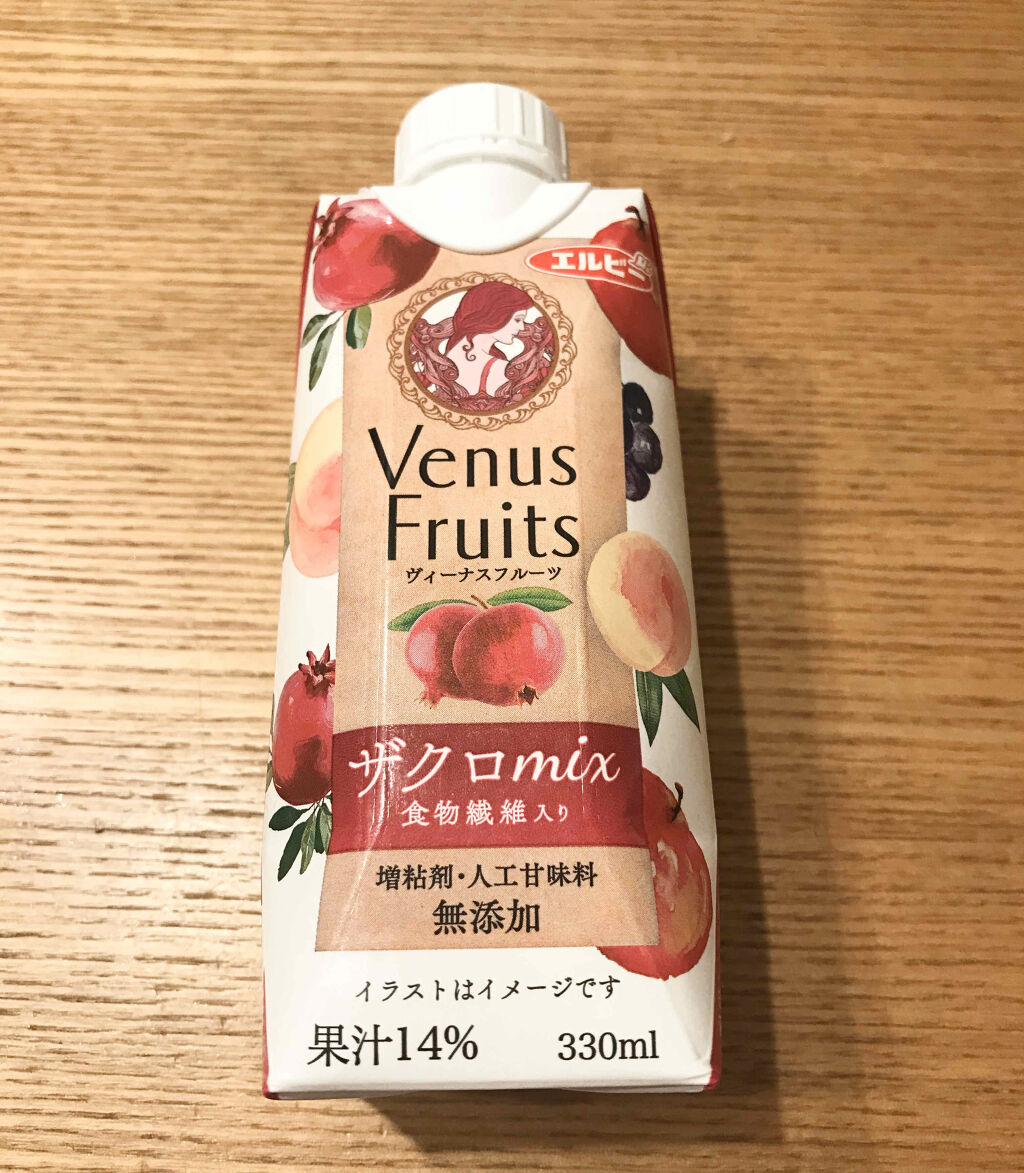 エルビー
Venus
Fruits
ヴィーナスフルーツ
ザクロmix
食物繊維入り
増粘剤・人工甘味料
無添加
イラストはイメージです
果汁14% 330ml